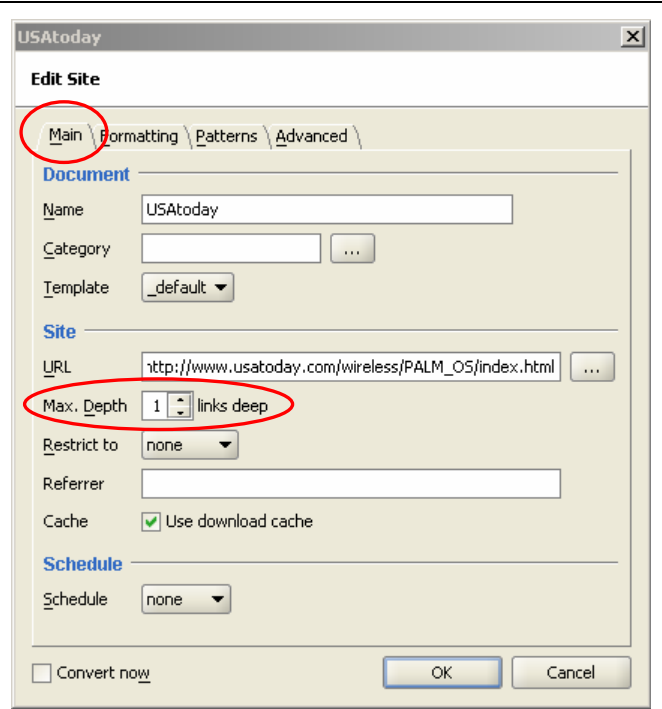 USAtoday
Edit Site
Main Formatting Patterns Advanced
Document
Name USAtoday
Category ...
Template _default
Site
URL http://www.usatoday.com/wireless/PALM_OS/index.html ...
Max. Depth 1 links deep
Restrict to none
Referrer
Cache Use download cache
Schedule
Schedule none
Convert now OK Cancel